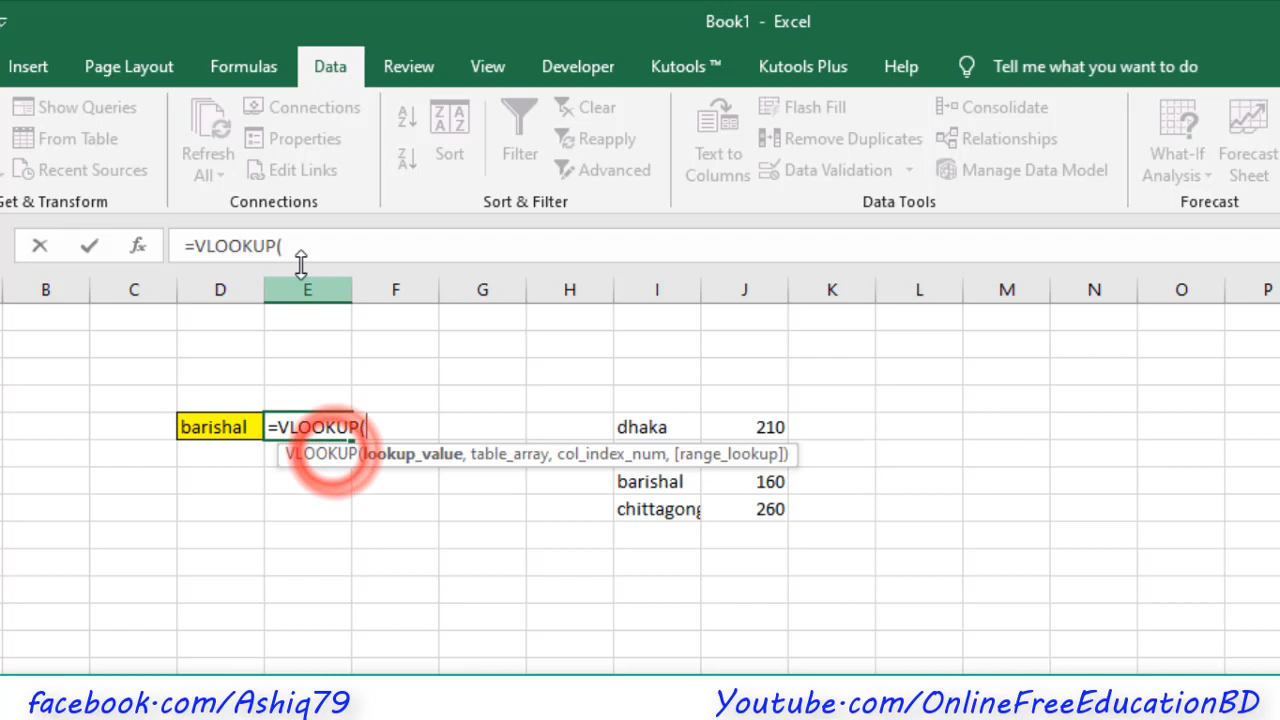 Book1 - Excel
Insert Page Layout Formulas Data Review View Developer Kutools ™ Kutools Plus Help Tell me what you want to do
Show Queries
From Table
Recent Sources
Get & Transform
Refresh
All
Connections
Properties
Edit Links
Connections
Sort
Filter
Clear
Reapply
Advanced
Sort & Filter
Text to
Columns
Flash Fill
Remove Duplicates
Data Validation
Consolidate
Relationships
Manage Data Model
Data Tools
What-If
Analysis
Forecast
Sheet
Forecast
fx =VLOOKUP(
B C D E F G H I J K L M N O P
barishal =VLOOKUP( dhaka 210
VLOOKUP(lookup_value, table_array, col_index_num, [range_lookup])
barishal 160
chittagong 260
facebook.com/Ashiq79 Youtube.com/OnlineFreeEducationBD